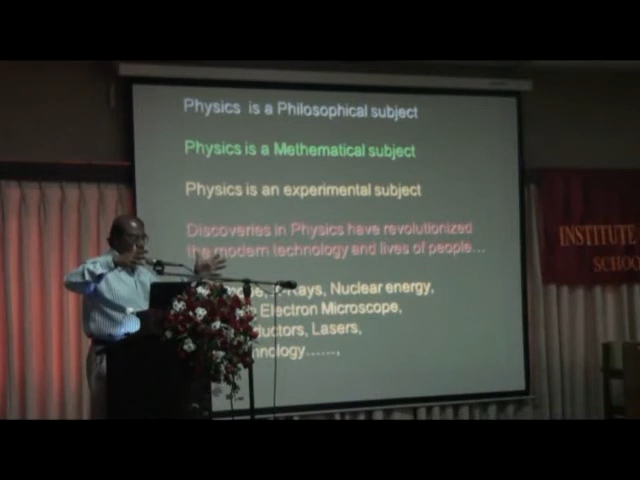 Physics is a Philosophical subject
Physics is a Methematical subject
Physics is an experimental subject
Discoveries in Physics have revolutionized
the modern technology and lives of people...
Rays, Nuclear energy,
Electron Microscope,
Lasers,
......,
INSTITUTE
SCHOO